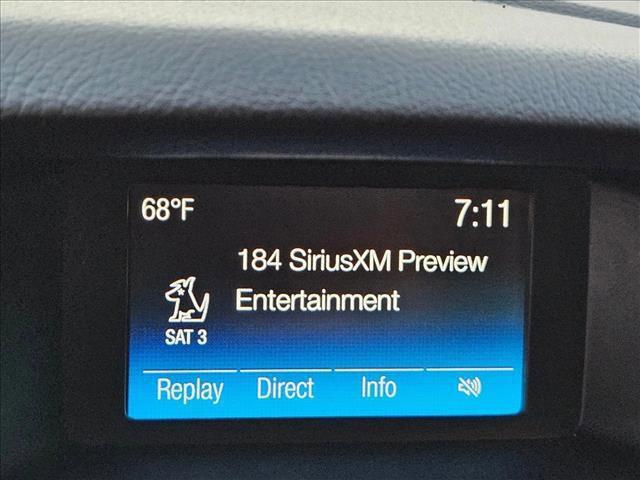 68°F 7:11
184 SiriusXM Preview
Entertainment
SAT 3
Replay Direct Info